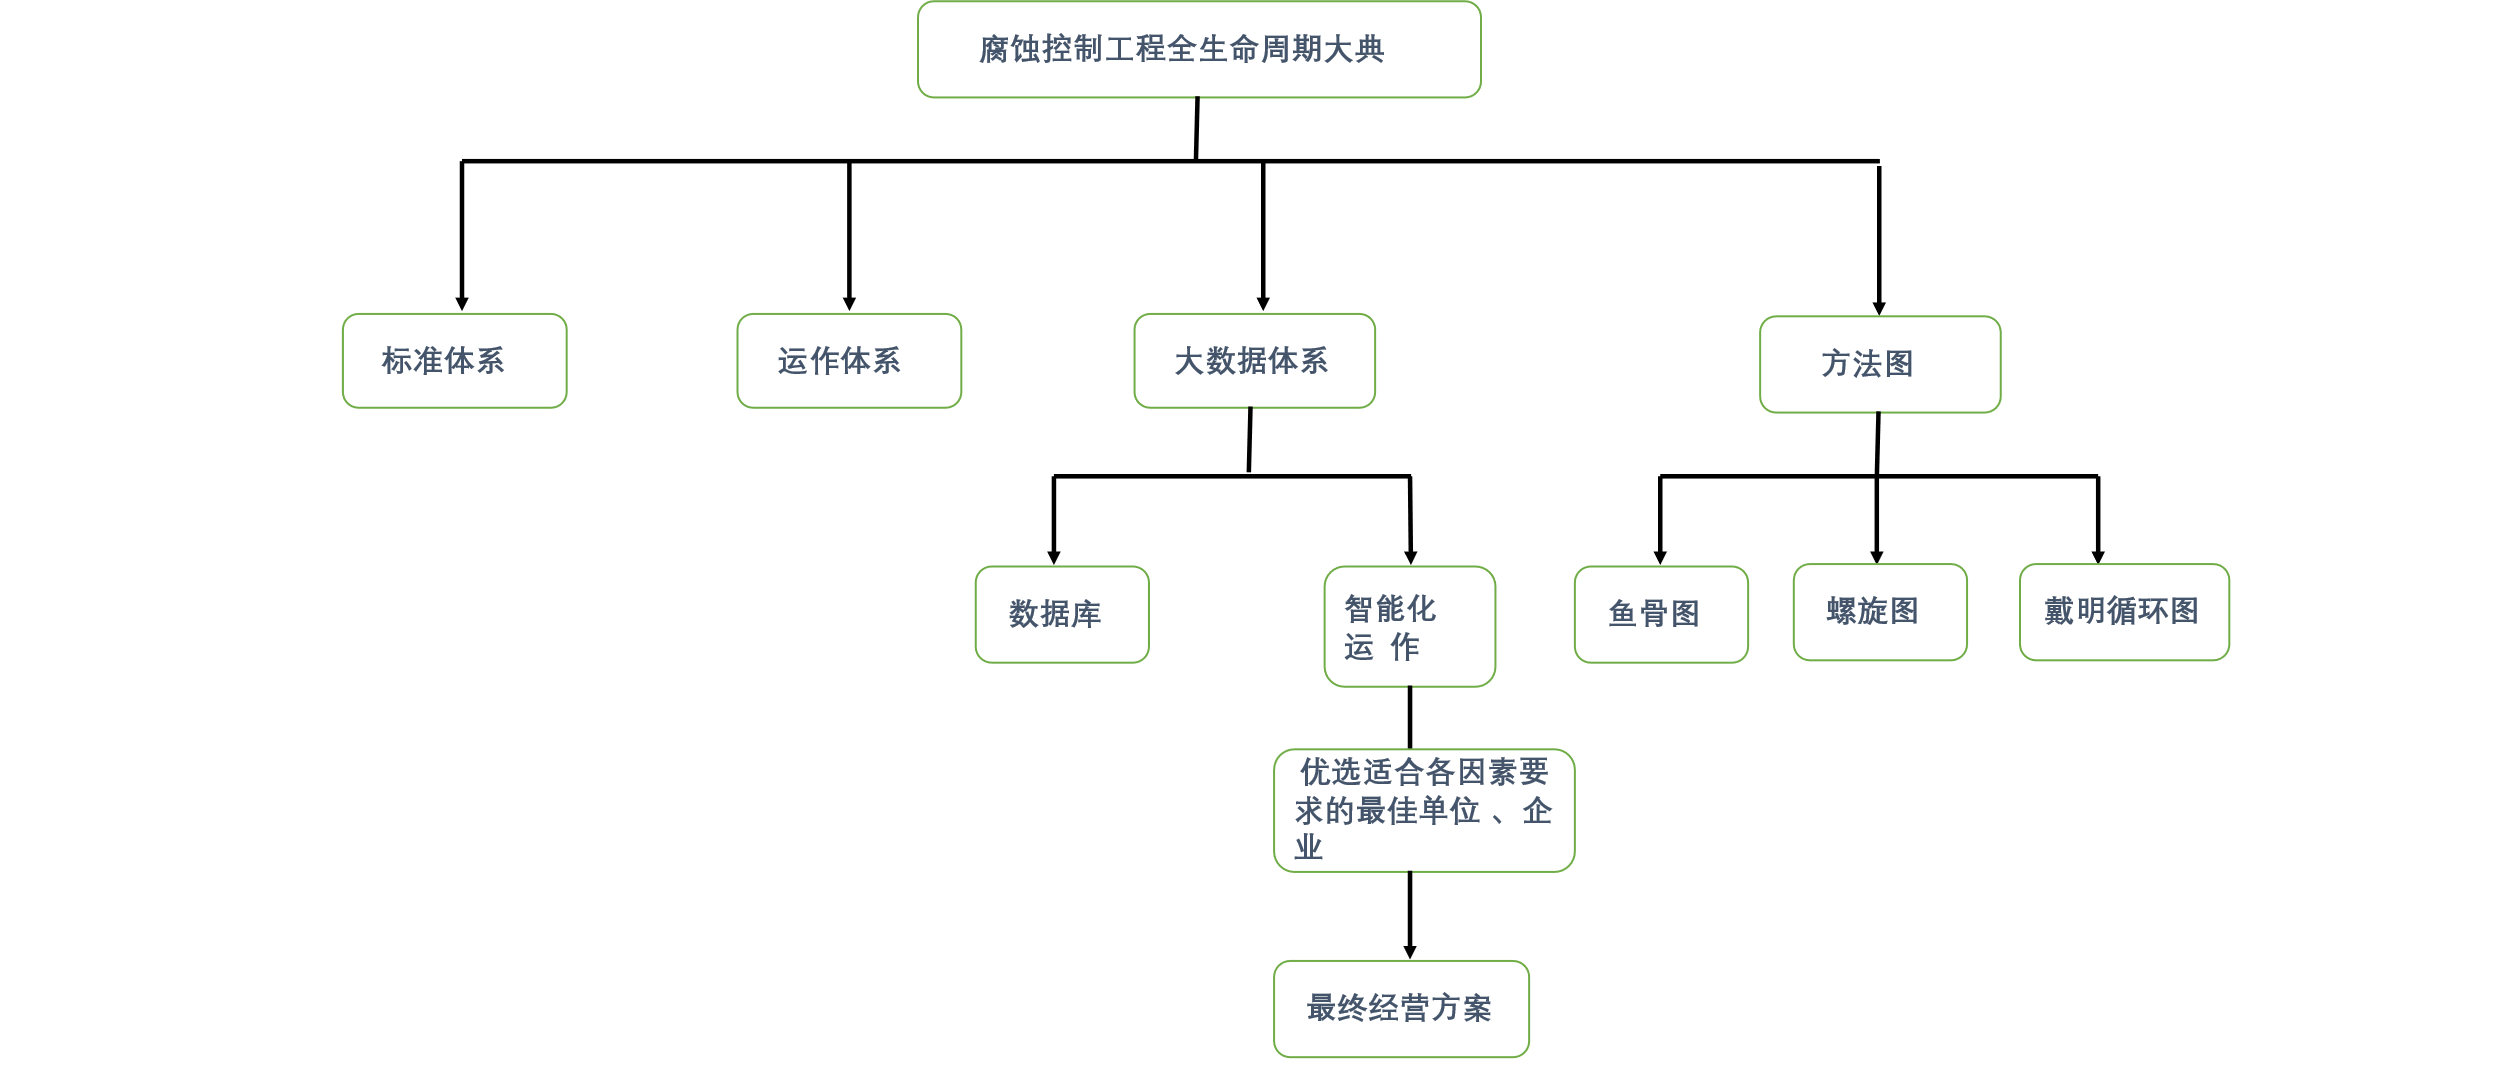 腐蚀控制工程全生命周期大典
标准体系
运作体系
大数据体系
方法图
数据库
智能化
运 作
鱼骨图
螺旋图
戴明循环图
优选适合各因素要
求的最佳单位、企
业
最终经营方案